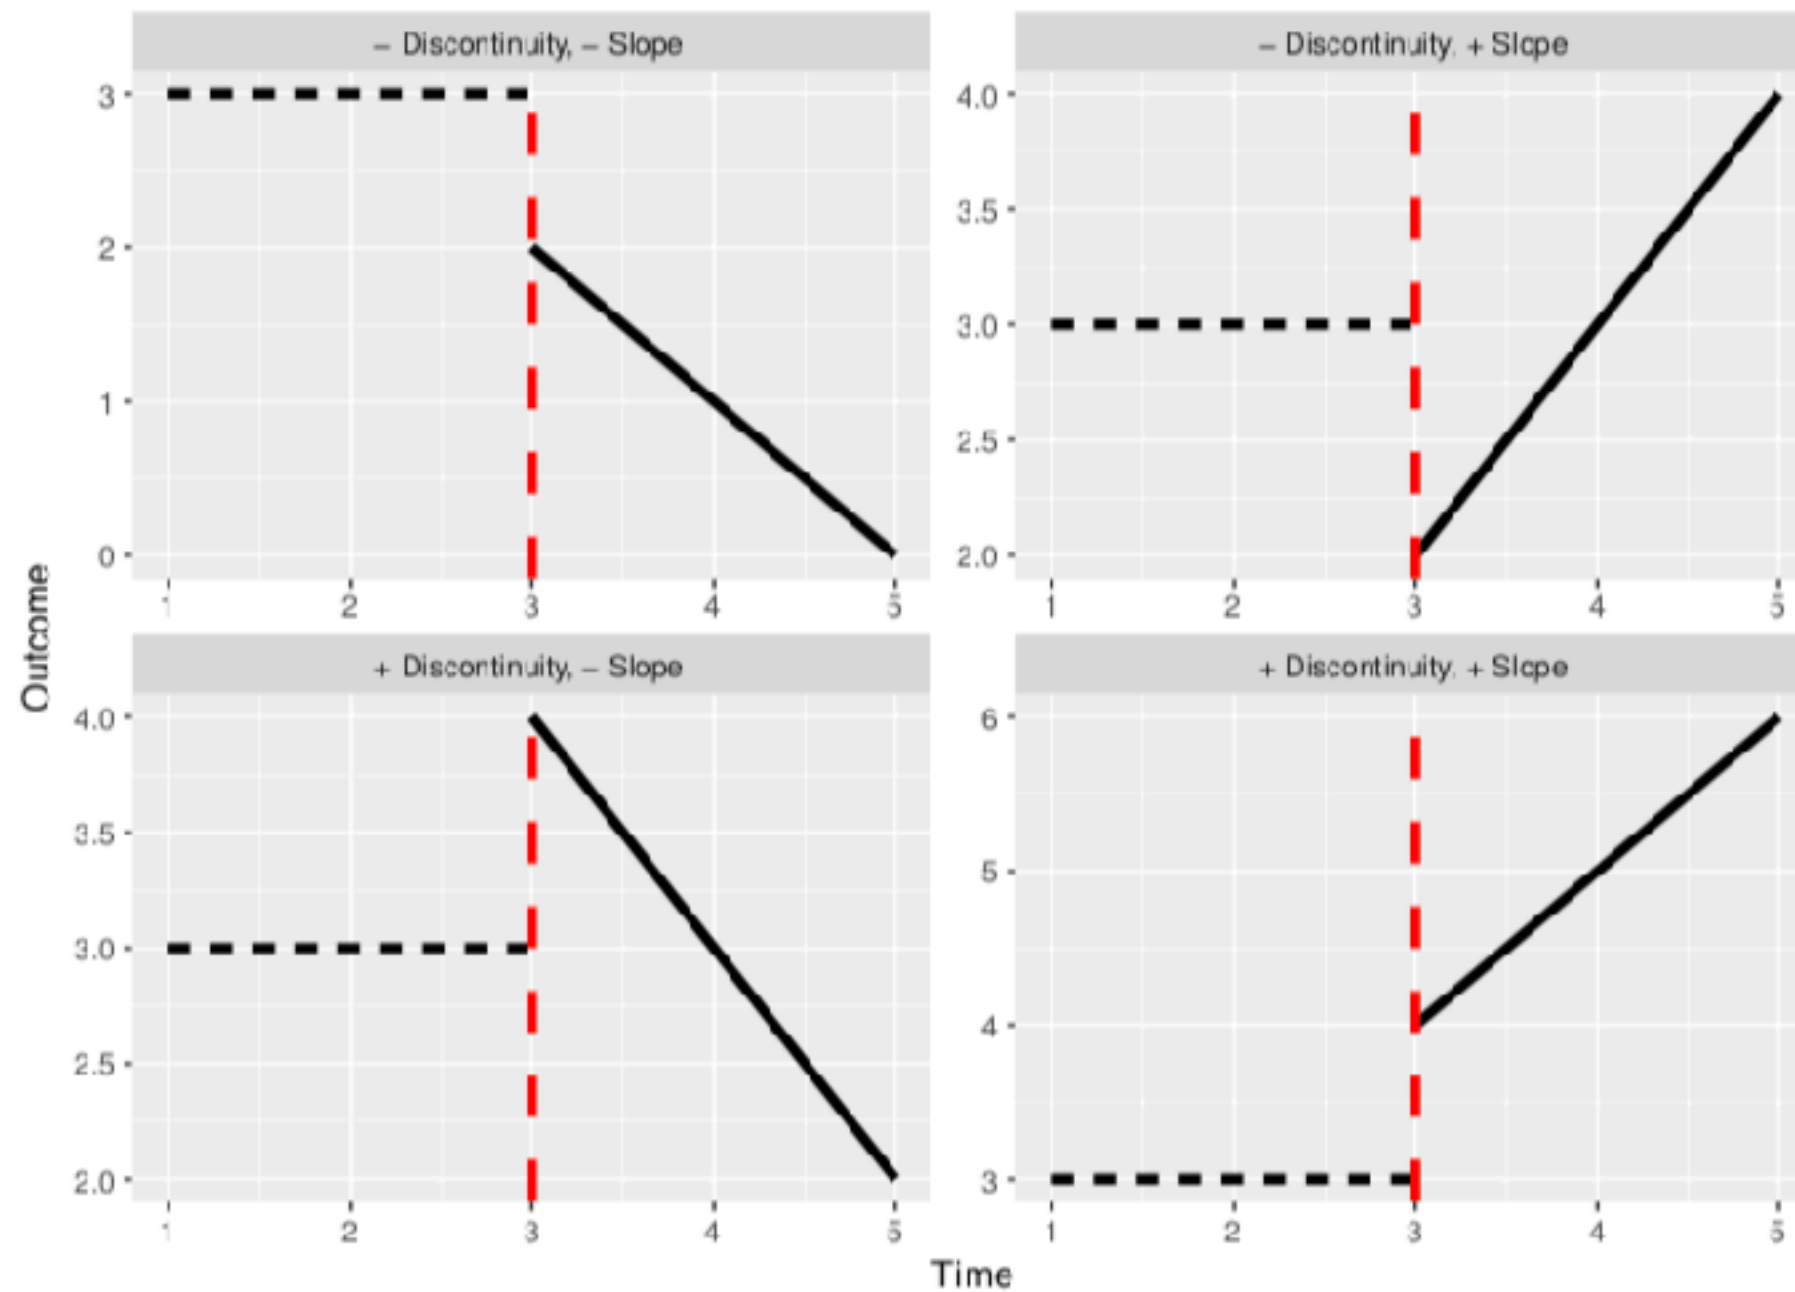 – Discontinuity, – Slope
– Discontinuity, + Slope
3
2
1
0
4.0
3.5
3.0
2.5
2.0
1 2 3 4 5
1 2 3 4 5
Outcome
+ Discontinuity, – Slope
+ Discontinuity, + Slope
4.0
3.5
3.0
2.5
2.0
6
5
4
3
1 2 3 4 5
1 2 3 4 5
Time